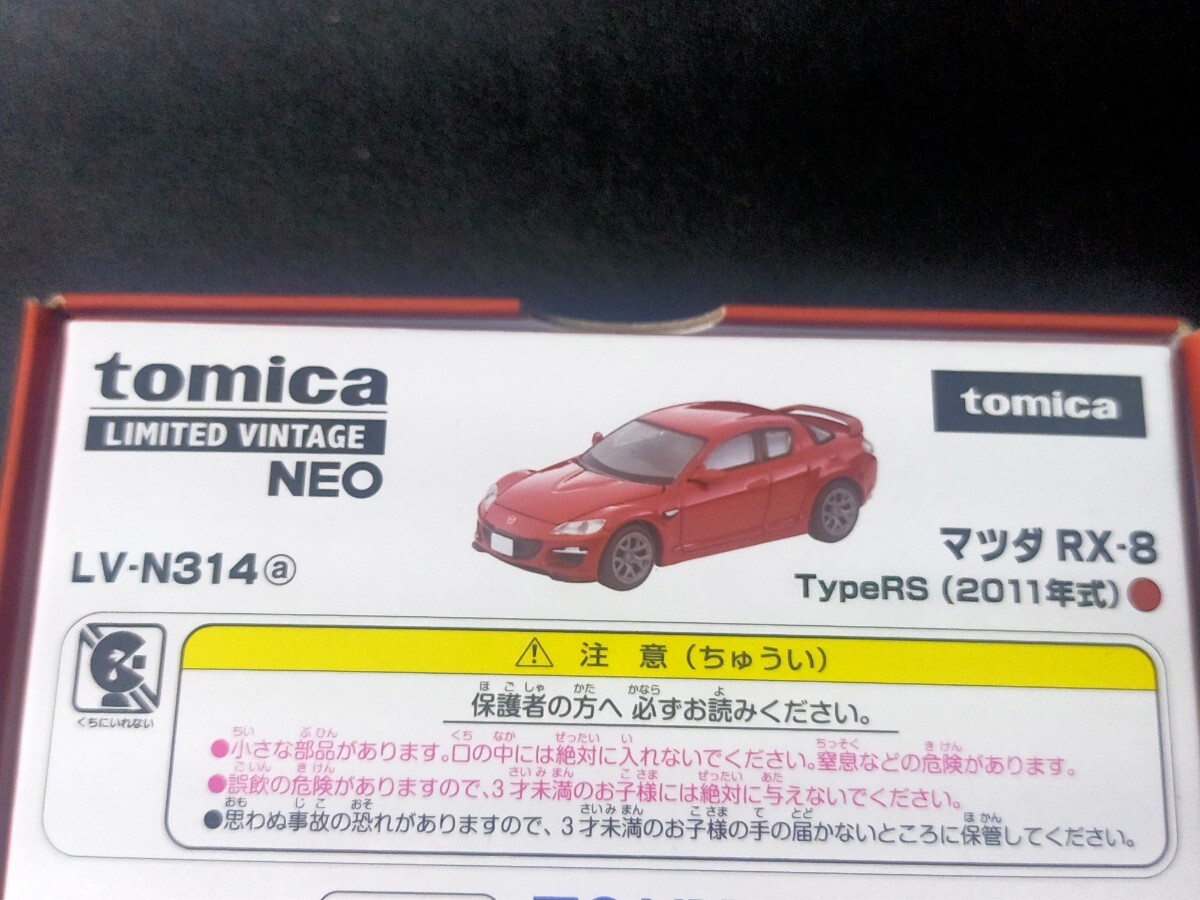 tomica
LIMITED VINTAGE
NEO
tomica
LV-N314ⓐ
マツダ RX-8
TypeRS（2011年式）
くちにいれない
⚠ 注 意（ちゅうい）
保護者の方へ 必ずお読みください。
●小さな部品があります。口の中には絶対に入れないでください。窒息などの危険があります。
●誤飲の危険がありますので、3才未満のお子様には絶対に与えないでください。
●思わぬ事故の恐れがありますので、3才未満のお子様の手の届かないところに保管してください。